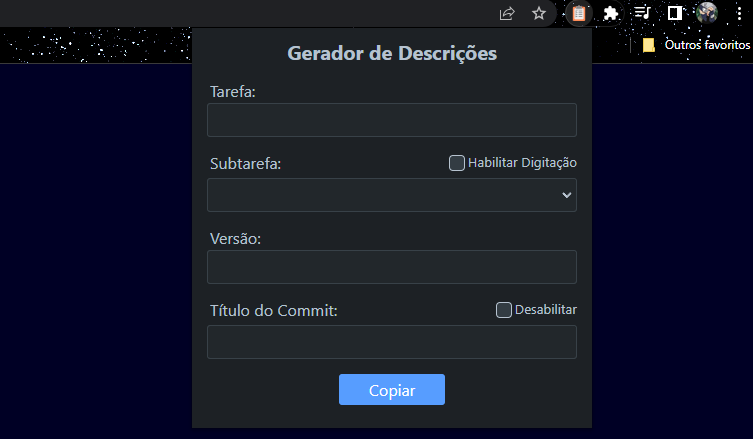 Outros favoritos
Gerador de Descrições
Tarefa:
Subtarefa:
Habilitar Digitação
Versão:
Título do Commit:
Desabilitar
Copiar